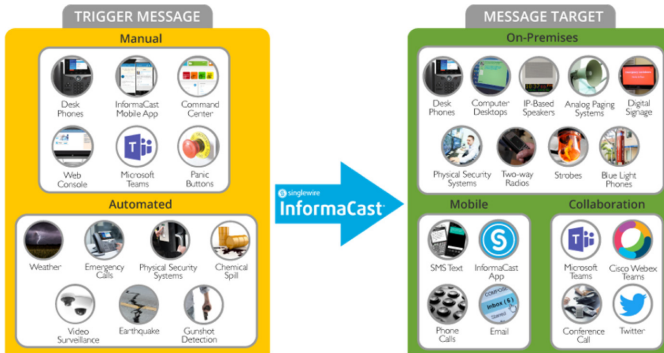 TRIGGER MESSAGE
Manual
Desk
Phones
InformaCast
Mobile App
Command
Center
Web
Console
Microsoft
Teams
Panic
Buttons
Automated
Weather
Emergency
Calls
Physical Security
Systems
Chemical
Spill
Video
Surveillance
Earthquake
Gunshot
Detection
singlewire
InformaCast
MESSAGE TARGET
On-Premises
Desk
Phones
Computer
Desktops
IP-Based
Speakers
Analog Paging
Systems
Digital
Signage
Physical Security
Systems
Two-way
Radios
Strobes
Blue Light
Phones
Mobile
SMS Text
InformaCast
App
Phone
Calls
inbox (6)
Email
Collaboration
Microsoft
Teams
Cisco Webex
Teams
Conference
Call
Twitter